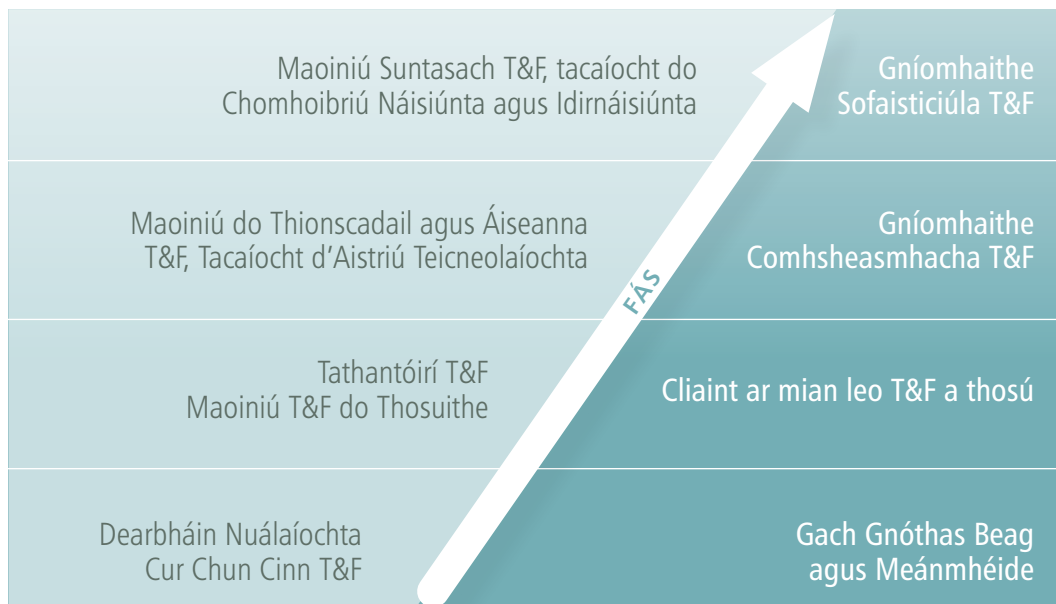 Maoiniú Suntasach T&F, tacaíocht do
Chomhoibriú Náisiúnta agus Idirnáisiúnta
Gníomhaithe
Sofaisticiúla T&F
Maoiniú do Thionscadail agus Áiseanna
T&F, Tacaíocht d’Aistriú Teicneolaíochta
Gníomhaithe
Comhsheasmhacha T&F
FÁS
Tathantóirí T&F
Maoiniú T&F do Thosuithe
Cliaint ar mian leo T&F a thosú
Dearbháin Nuálaíochta
Cur Chun Cinn T&F
Gach Gnóthas Beag
agus Meánmhéide